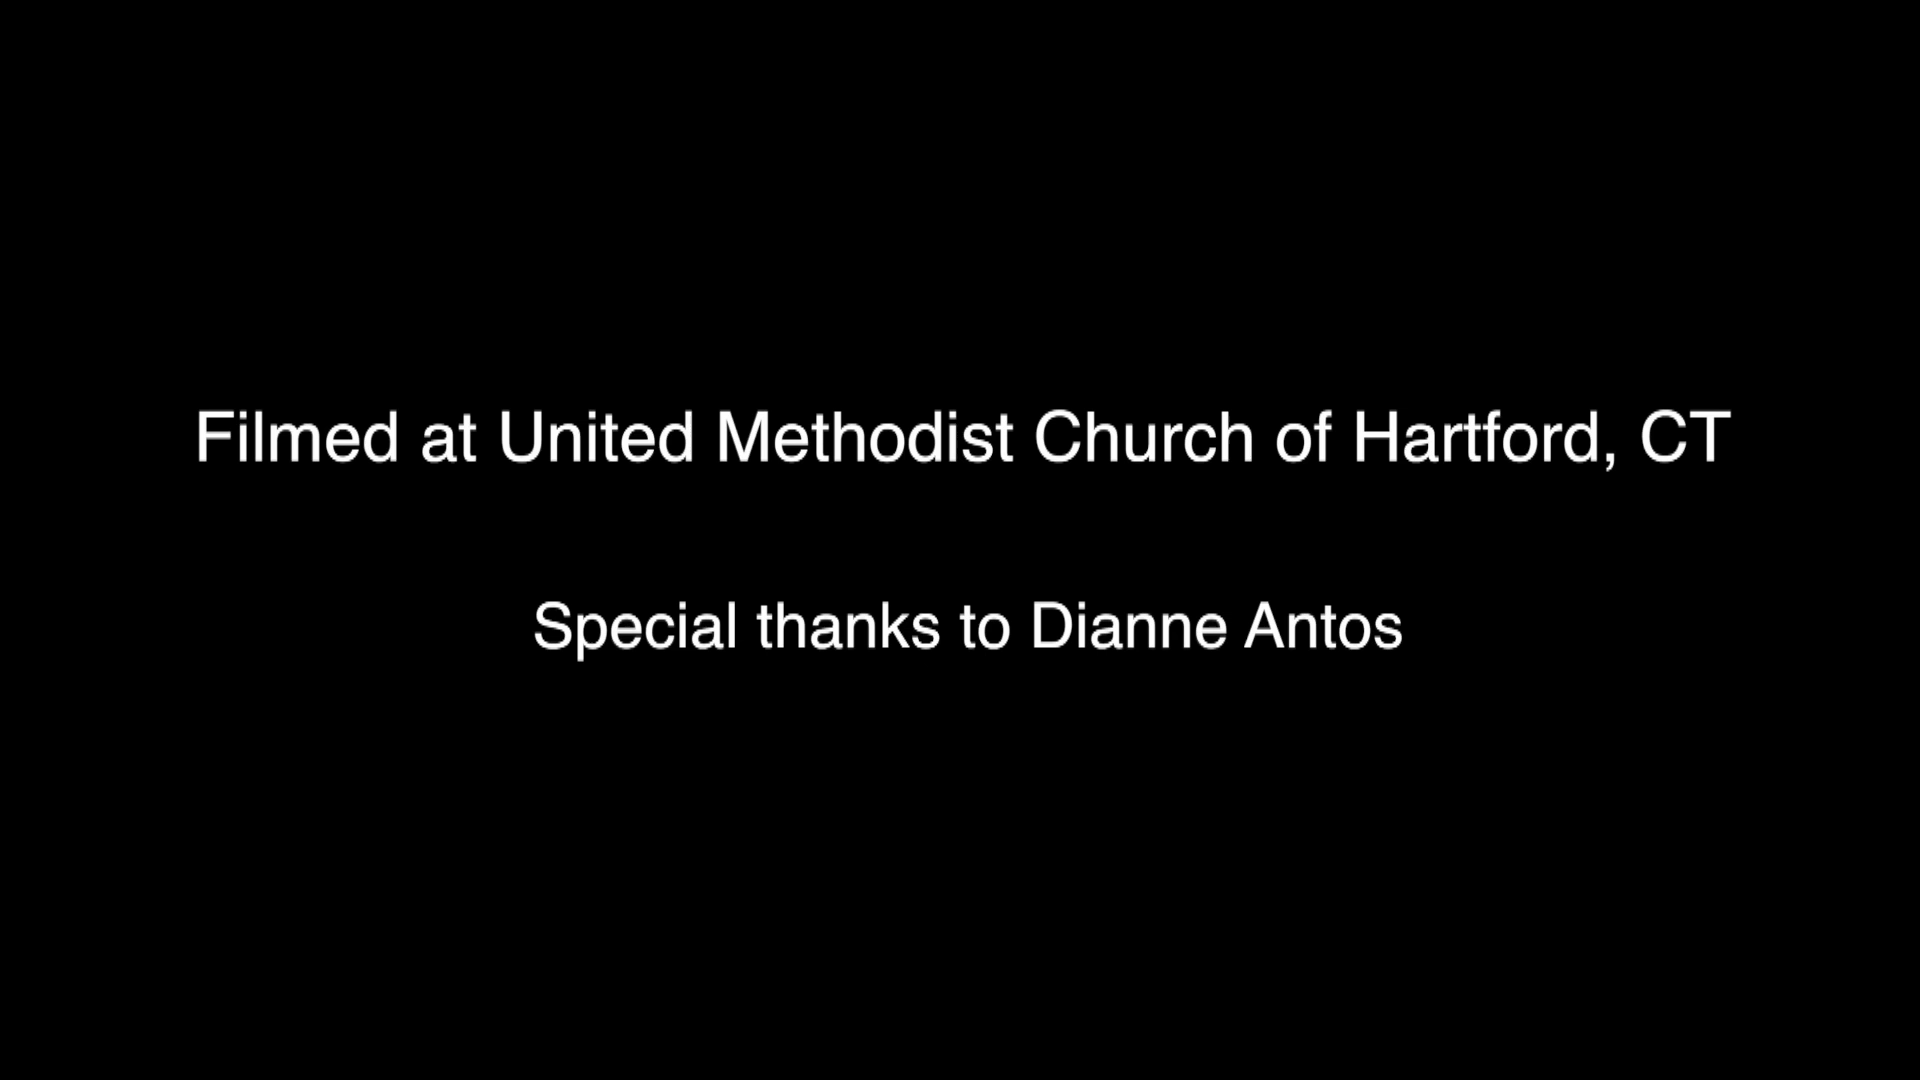 Filmed at United Methodist Church of Hartford, CT
Special thanks to Dianne Antos